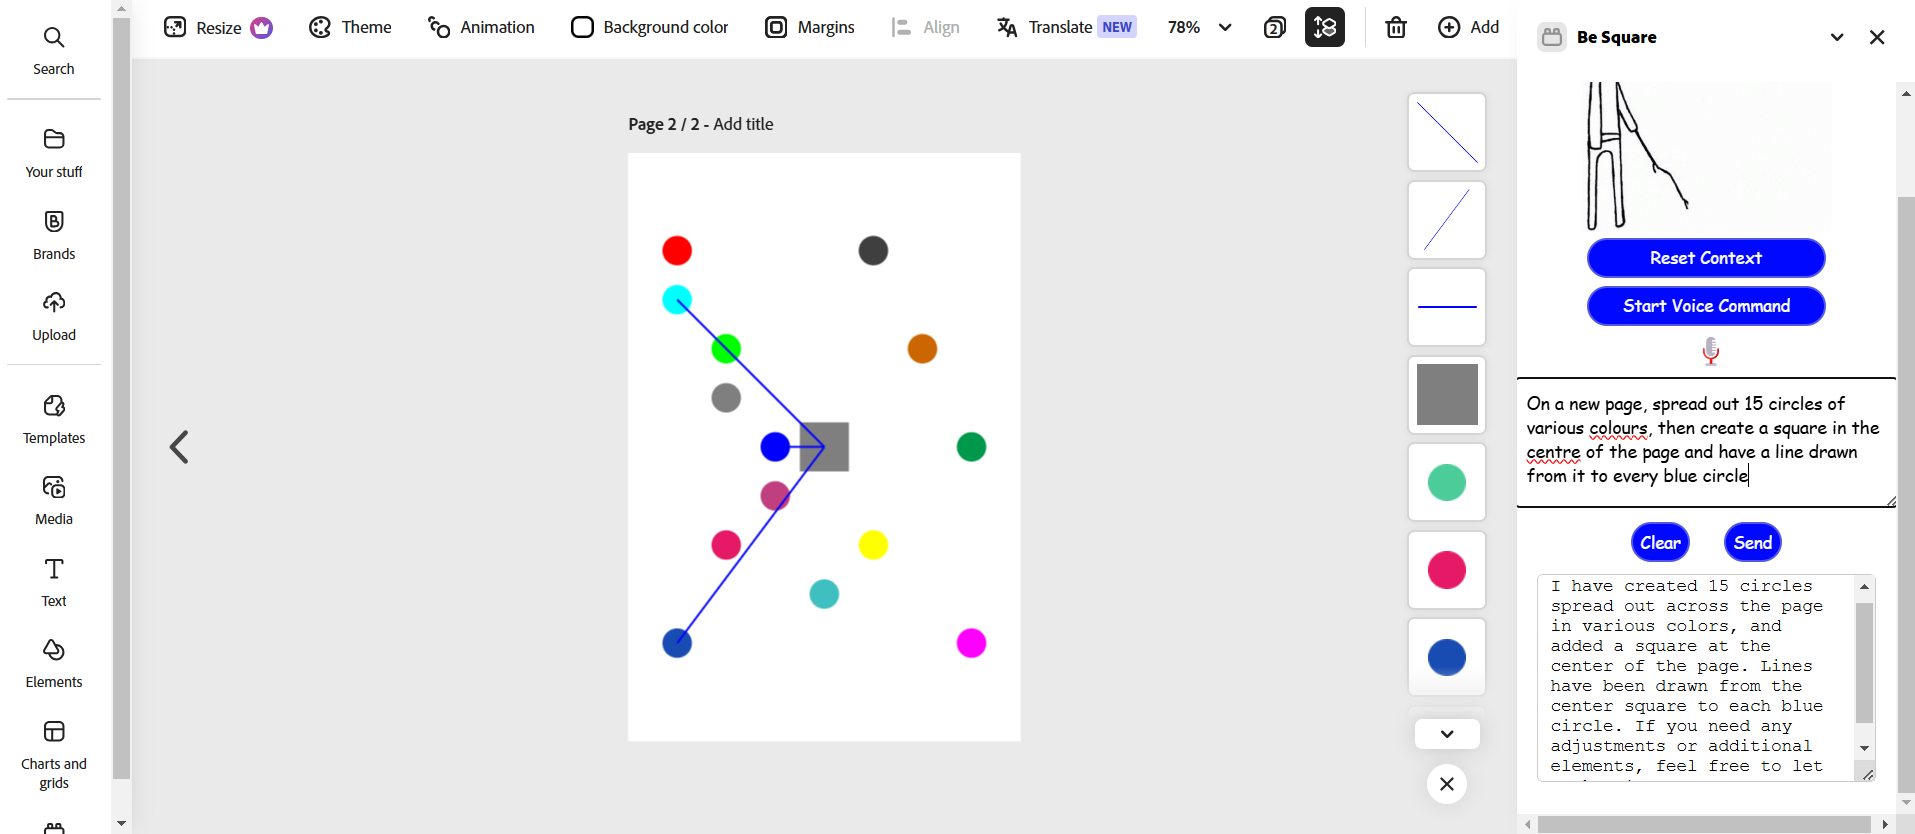 Search
Your stuff
Brands
Upload
Templates
Media
Text
Elements
Charts and
grids
Resize
Theme
Animation
Background color
Margins
Align
Translate NEW
78%
2
Add
Page 2 / 2 - Add title
Be Square
Reset Context
Start Voice Command
On a new page, spread out 15 circles of
various colours, then create a square in the
centre of the page and have a line drawn
from it to every blue circle
Clear
Send
I have created 15 circles
spread out across the page
in various colors, and
added a square at the
center of the page. Lines
have been drawn from the
center square to each blue
circle. If you need any
adjustments or additional
elements, feel free to let